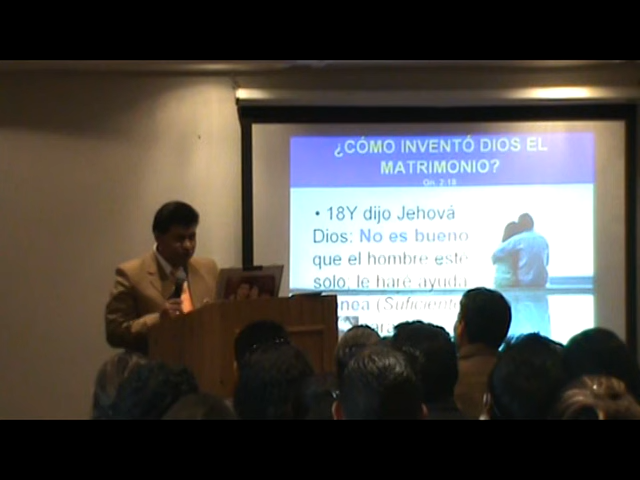 ¿CÓMO INVENTÓ DIOS EL
MATRIMONIO?
Gn. 2:18
• 18Y dijo Jehová
Dios: No es bueno
que el hombre esté
solo, le haré ayuda
(Suficiente